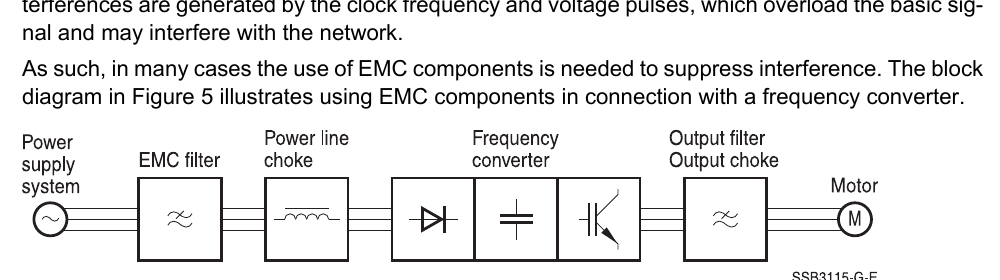 terferences are generated by the clock frequency and voltage pulses, which overload the basic sig-
nal and may interfere with the network.
As such, in many cases the use of EMC components is needed to suppress interference. The block
diagram in Figure 5 illustrates using EMC components in connection with a frequency converter.
Power
supply
system
EMC filter
Power line
choke
Frequency
converter
Output filter
Output choke
Motor
M
SSB3115-G-E